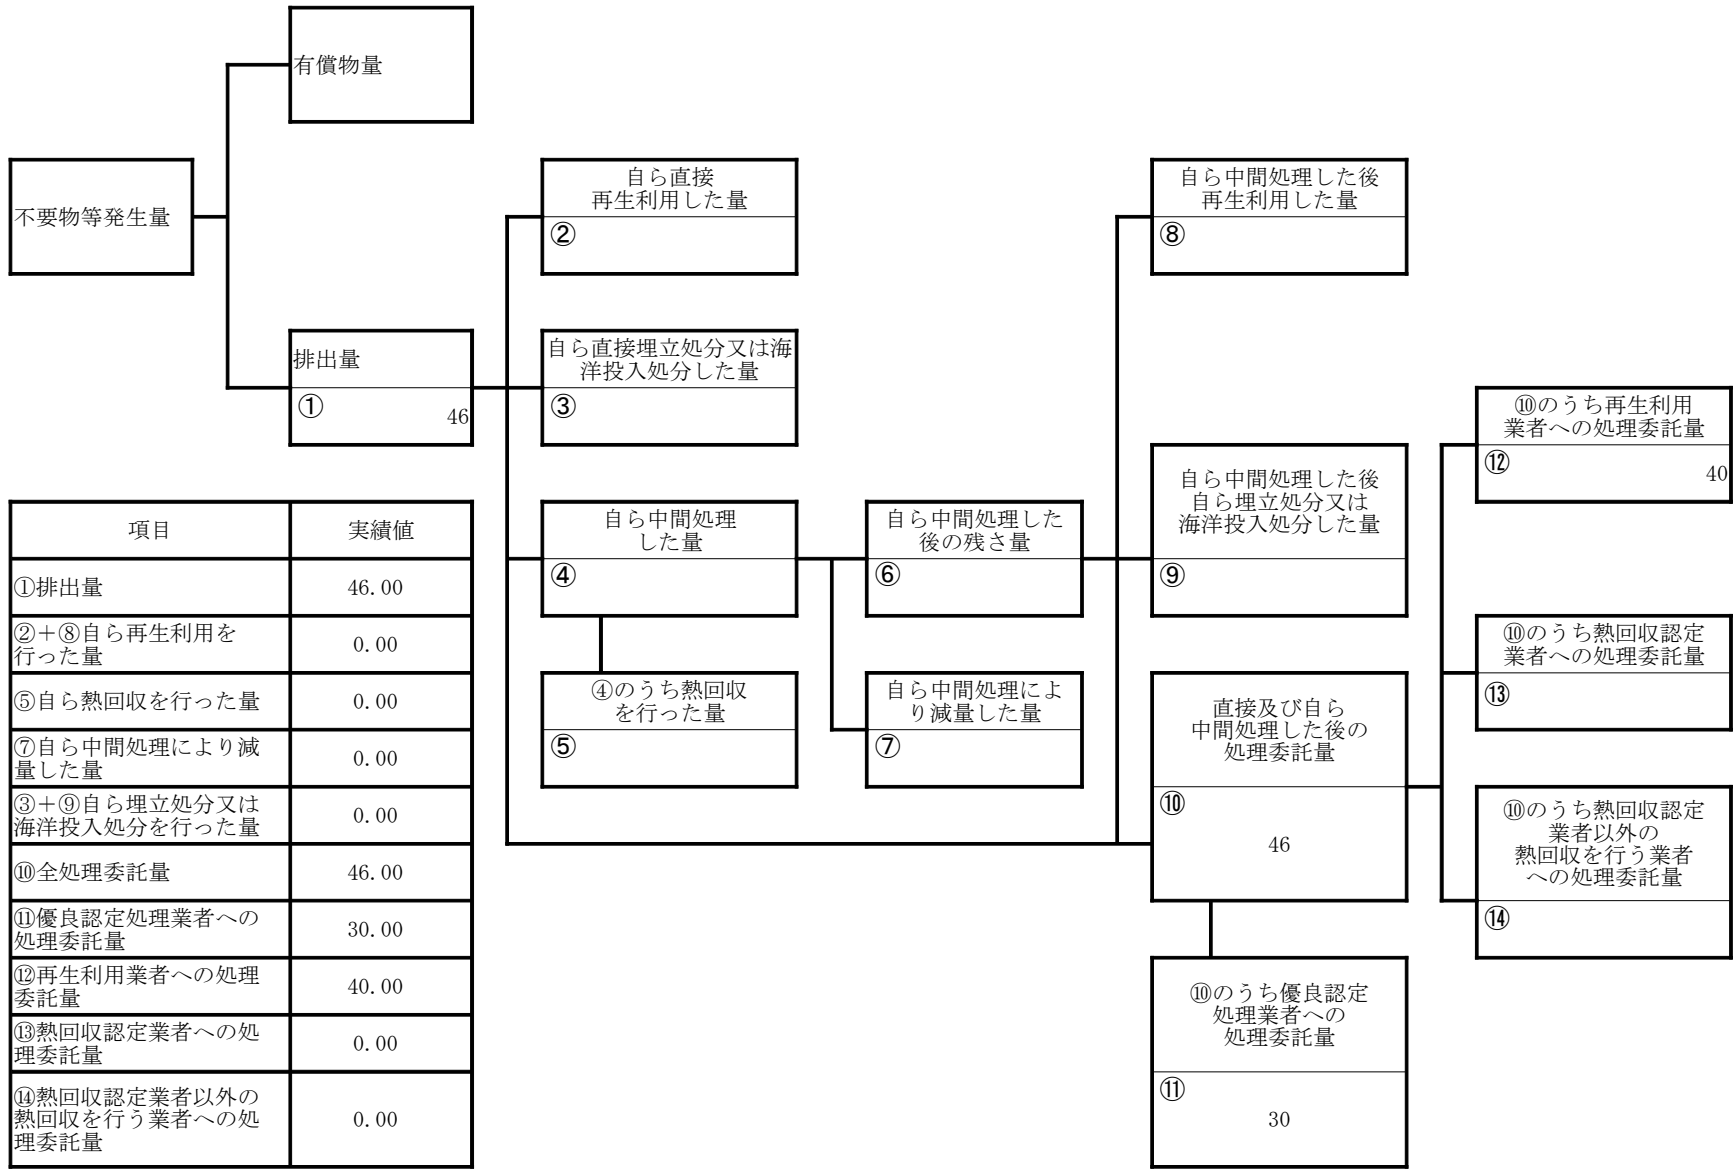 有償物量
不要物等発生量
自ら直接
再生利用した量
②
自ら中間処理した後
再生利用した量
⑧
排出量
①
46
自ら直接埋立処分又は海
洋投入処分した量
③
⑩のうち再生利用
業者への処理委託量
⑫
40
自ら中間処理
した量
④
自ら中間処理した
後の残さ量
⑥
自ら中間処理した後
自ら埋立処分又は
海洋投入処分した量
⑨
④のうち熱回収
を行った量
⑤
自ら中間処理によ
り減量した量
⑦
直接及び自ら
中間処理した後の
処理委託量
⑩
46
⑩のうち熱回収認定
業者への処理委託量
⑬
⑩のうち熱回収認定
業者以外の
熱回収を行う業者
への処理委託量
⑭
⑩のうち優良認定
処理業者への
処理委託量
⑪
30
項目 実績値
①排出量 46.00
②＋⑧自ら再生利用を
行った量 0.00
⑤自ら熱回収を行った量 0.00
⑦自ら中間処理により減
量した量 0.00
③＋⑨自ら埋立処分又は
海洋投入処分を行った量 0.00
⑩全処理委託量 46.00
⑪優良認定処理業者への
処理委託量 30.00
⑫再生利用業者への処理
委託量 40.00
⑬熱回収認定業者への処
理委託量 0.00
⑭熱回収認定業者以外の
熱回収を行う業者への処
理委託量 0.00